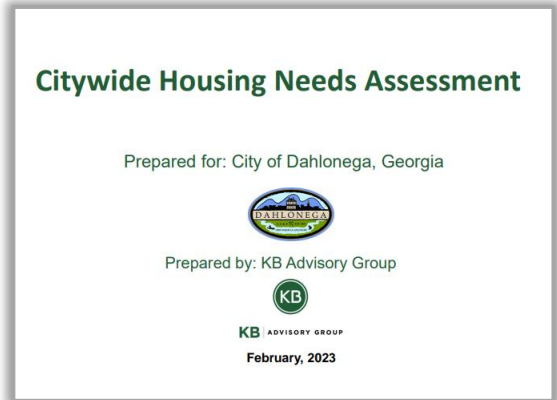 Citywide Housing Needs Assessment
Prepared for: City of Dahlonega, Georgia
DAHLONEGA
Prepared by: KB Advisory Group
KB
KB ADVISORY GROUP
February, 2023